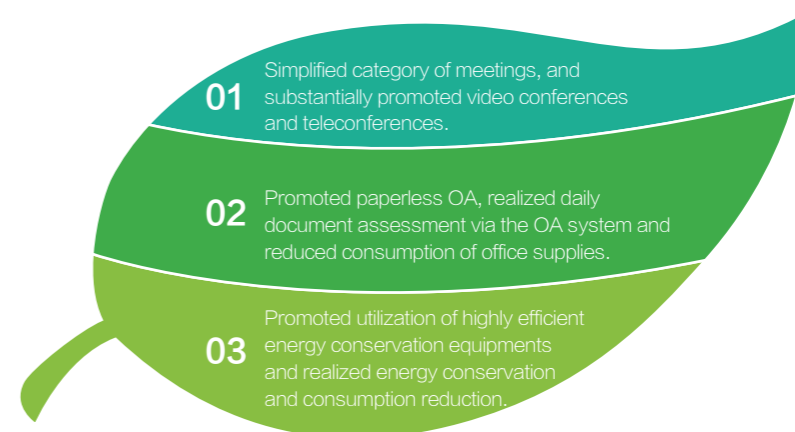 01
Simplified category of meetings, and
substantially promoted video conferences
and teleconferences.
02
Promoted paperless OA, realized daily
document assessment via the OA system and
reduced consumption of office supplies.
03
Promoted utilization of highly efficient
energy conservation equipments
and realized energy conservation
and consumption reduction.